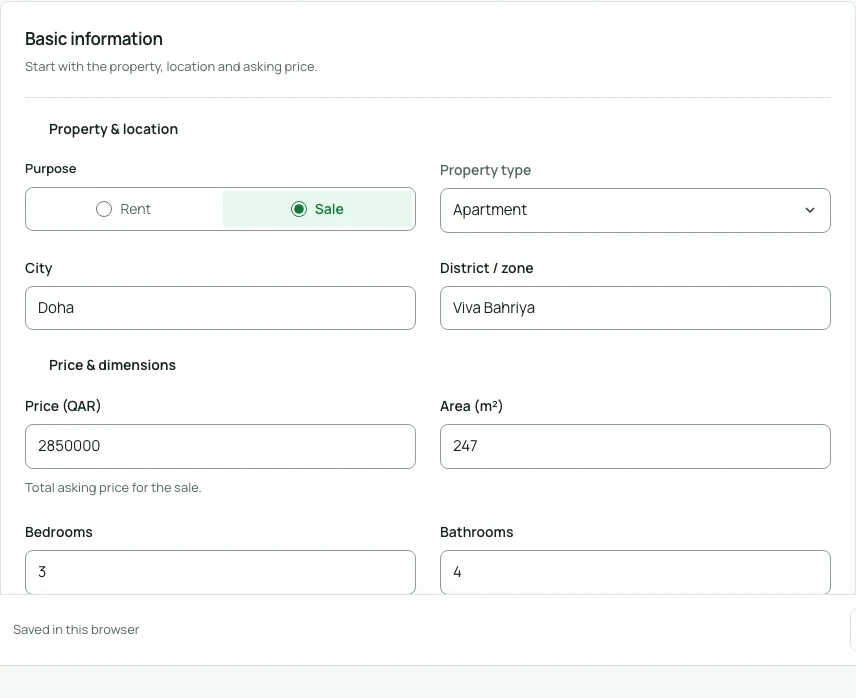 Basic information
Start with the property, location and asking price.
Property & location
Purpose
Property type
Rent
Sale
Apartment
City
District / zone
Doha
Viva Bahriya
Price & dimensions
Price (QAR)
Area (m²)
2850000
247
Total asking price for the sale.
Bedrooms
Bathrooms
3
4
Saved in this browser